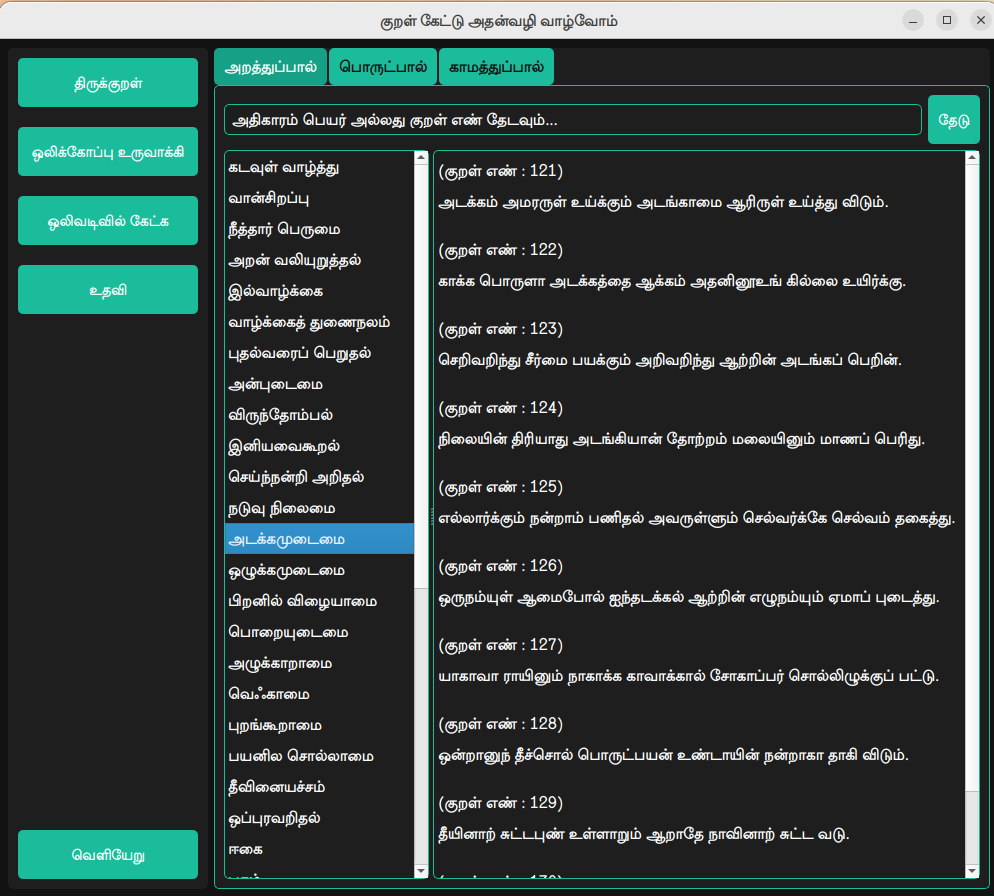 குறள் கேட்டு அதன்வழி வாழ்வோம்
திருக்குறள்
ஒலிக்கோப்பு உருவாக்கி
ஒலிவடிவில் கேட்க
உதவி
வெளியேறு
அறத்துப்பால் பொருட்பால் காமத்துப்பால்
அதிகாரம் பெயர் அல்லது குறள் எண் தேடவும்... தேடு
கடவுள் வாழ்த்து
வான்சிறப்பு
நீத்தார் பெருமை
அறன் வலியுறுத்தல்
இல்வாழ்க்கை
வாழ்க்கைத் துணைநலம்
புதல்வரைப் பெறுதல்
அன்புடைமை
விருந்தோம்பல்
இனியவைகூறல்
செய்ந்நன்றி அறிதல்
நடுவு நிலைமை
அடக்கமுடைமை
ஒழுக்கமுடைமை
பிறனில் விழையாமை
பொறையுடைமை
அழுக்காறாமை
வெஃகாமை
புறங்கூறாமை
பயனில சொல்லாமை
தீவினையச்சம்
ஒப்புரவறிதல்
ஈகை
(குறள் எண் : 121)
அடக்கம் அமரருள் உய்க்கும் அடங்காமை ஆரிருள் உய்த்து விடும்.
(குறள் எண் : 122)
காக்க பொருளா அடக்கத்தை ஆக்கம் அதனினூஉங் கில்லை உயிர்க்கு.
(குறள் எண் : 123)
செறிவறிந்து சீர்மை பயக்கும் அறிவறிந்து ஆற்றின் அடங்கப் பெறின்.
(குறள் எண் : 124)
நிலையின் திரியாது அடங்கியான் தோற்றம் மலையினும் மாணப் பெரிது.
(குறள் எண் : 125)
எல்லார்க்கும் நன்றாம் பணிதல் அவருள்ளும் செல்வர்க்கே செல்வம் தகைத்து.
(குறள் எண் : 126)
ஒருநம்யுள் ஆமைபோல் ஐந்தடக்கல் ஆற்றின் எழுநம்யும் ஏமாப் புடைத்து.
(குறள் எண் : 127)
யாகாவா ராயினும் நாகாக்க காவாக்கால் சோகாப்பர் சொல்லிழுக்குப் பட்டு.
(குறள் எண் : 128)
ஒன்றானுந் தீச்சொல் பொருட்பயன் உண்டாயின் நன்றாகா தாகி விடும்.
(குறள் எண் : 129)
தீயினாற் சுட்டபுண் உள்ளாறும் ஆறாதே நாவினாற் சுட்ட வடு.